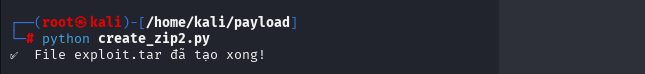 ┌──(root㉿kali)-[/home/kali/payload]
└─# python create_zip2.py
✔ File exploit.tar đã tạo xong!